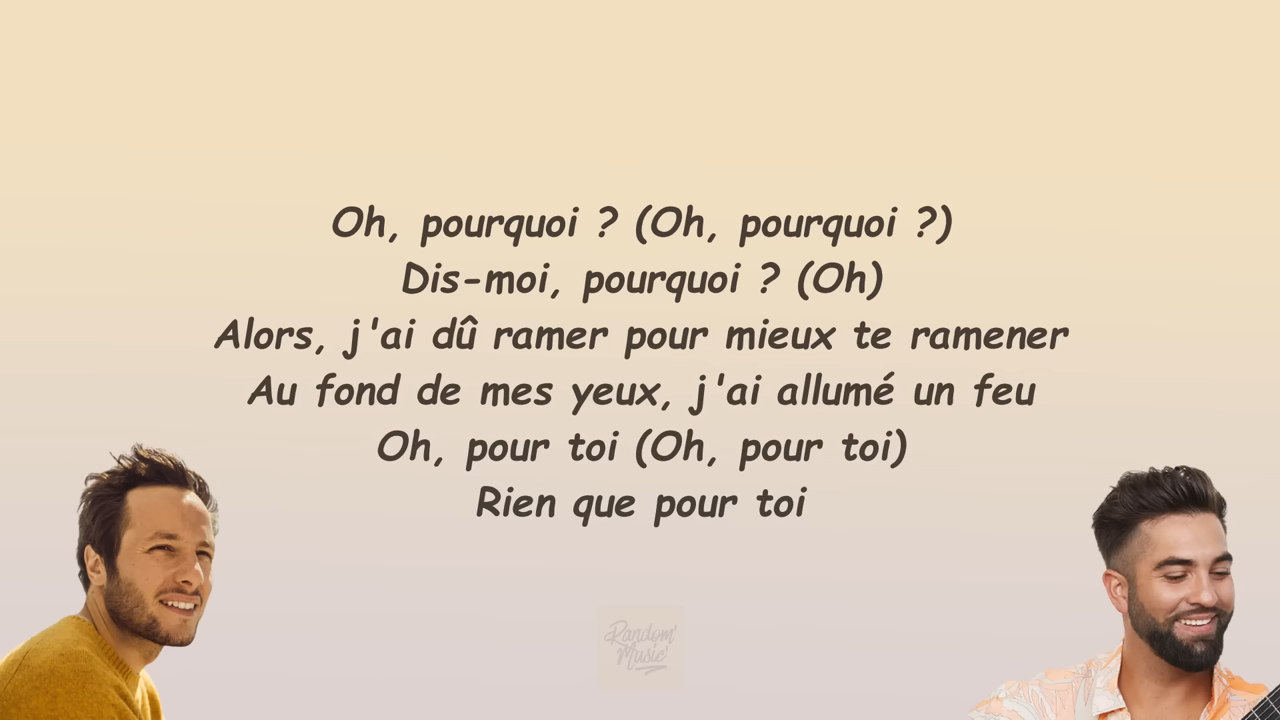 Oh, pourquoi ? (Oh, pourquoi ?)
Dis-moi, pourquoi ? (Oh)
Alors, j'ai dû ramer pour mieux te ramener
Au fond de mes yeux, j'ai allumé un feu
Oh, pour toi (Oh, pour toi)
Rien que pour toi
Random'
Music'